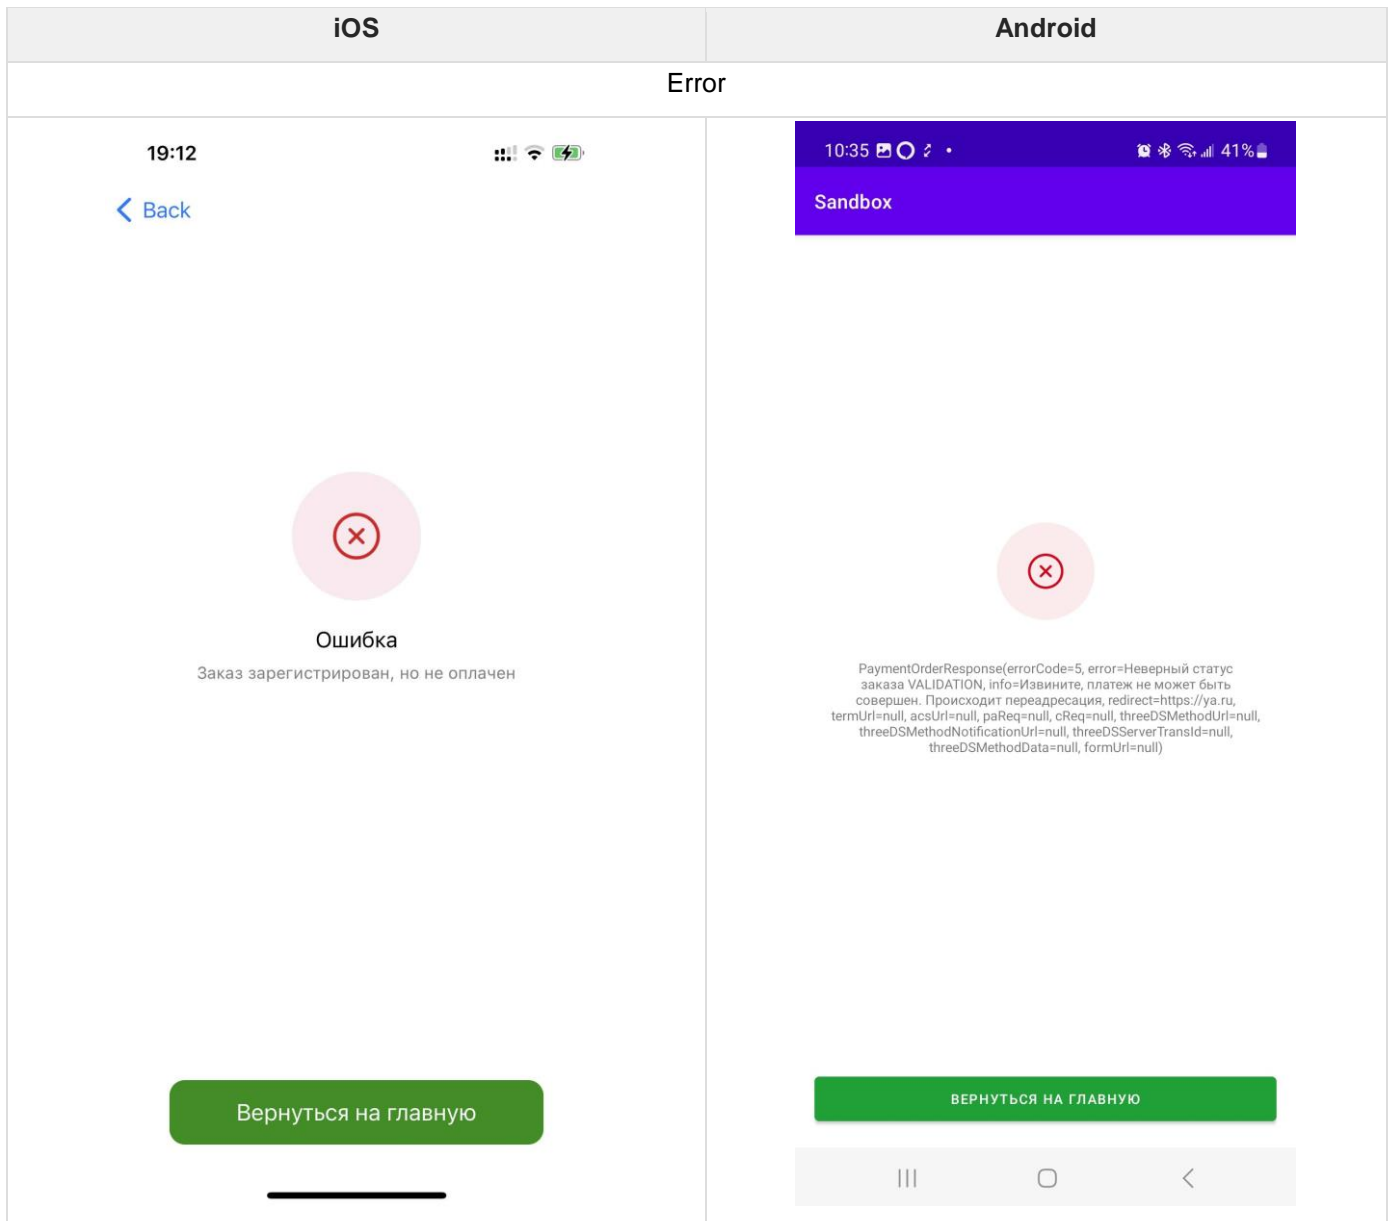 iOS
Android
Error
19:12
Back
Ошибка
Заказ зарегистрирован, но не оплачен
Вернуться на главную
10:35
41%
Sandbox
PaymentOrderResponse(errorCode=5, error=Неверный статус
заказа VALIDATION, info=Извините, платеж не может быть
совершен. Происходит переадресация, redirect=https://ya.ru,
termUrl=null, acsUrl=null, paReq=null, cReq=null, threeDSMethodUrl=null,
threeDSMethodNotificationUrl=null, threeDSServerTransId=null,
threeDSMethodData=null, formUrl=null)
ВЕРНУТЬСЯ НА ГЛАВНУЮ